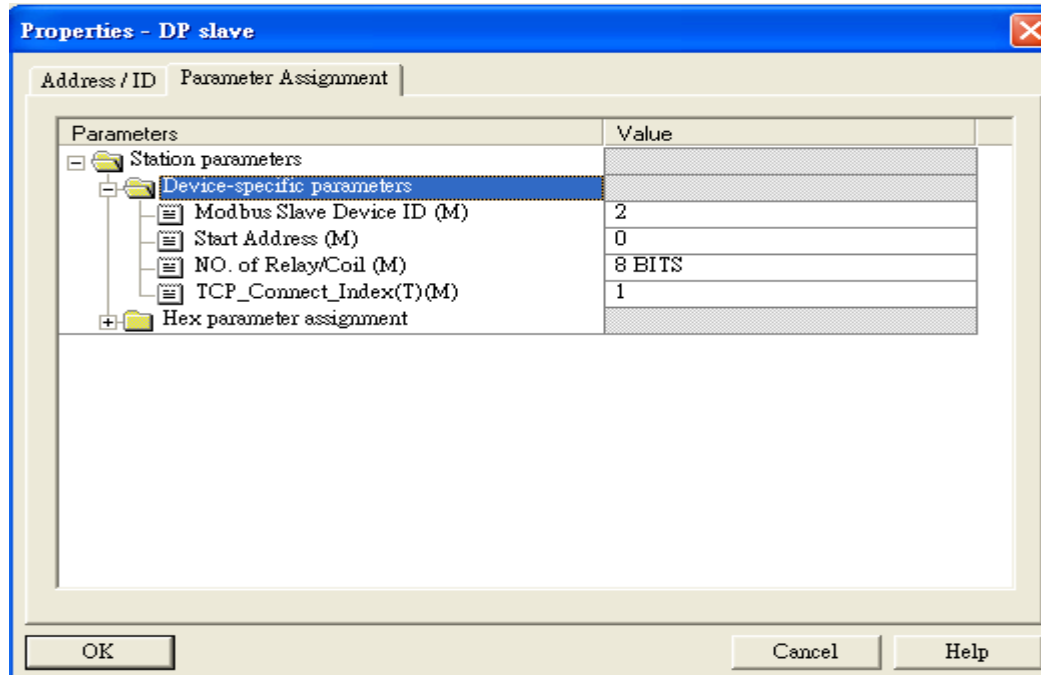 Properties - DP slave
Address / ID Parameter Assignment
Parameters Value
Station parameters
Device-specific parameters
Modbus Slave Device ID (M) 2
Start Address (M) 0
NO. of Relay/Coil (M) 8 BITS
TCP_Connect_Index(T)(M) 1
Hex parameter assignment
OK Cancel Help